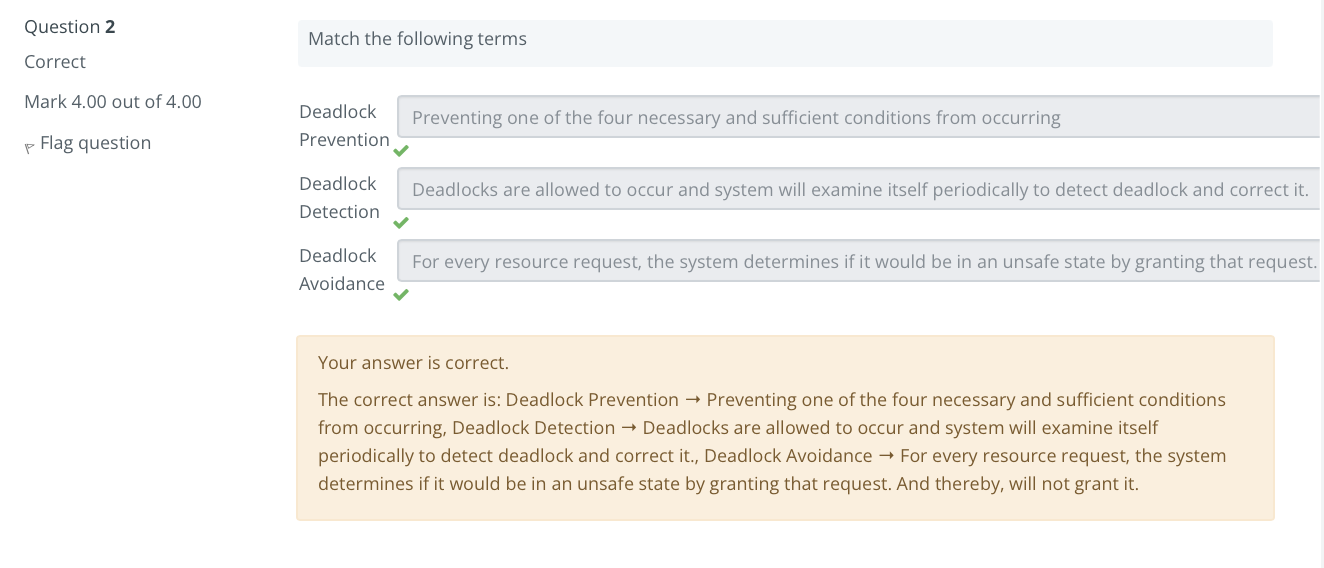 Question 2
Correct
Mark 4.00 out of 4.00
Flag question
Match the following terms
Deadlock
Prevention
Preventing one of the four necessary and sufficient conditions from occurring
Deadlock
Detection
Deadlocks are allowed to occur and system will examine itself periodically to detect deadlock and correct it.
Deadlock
Avoidance
For every resource request, the system determines if it would be in an unsafe state by granting that request.
Your answer is correct.
The correct answer is: Deadlock Prevention → Preventing one of the four necessary and sufficient conditions
from occurring, Deadlock Detection → Deadlocks are allowed to occur and system will examine itself
periodically to detect deadlock and correct it., Deadlock Avoidance → For every resource request, the system
determines if it would be in an unsafe state by granting that request. And thereby, will not grant it.